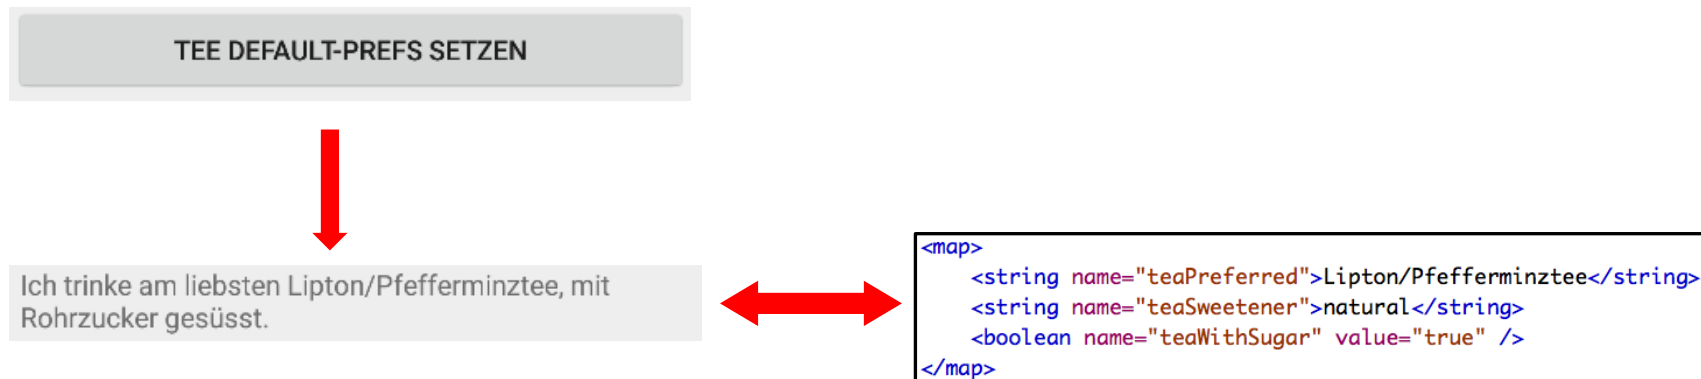 TEE DEFAULT-PREFS SETZEN
Ich trinke am liebsten Lipton/Pfefferminztee, mit
Rohrzucker gesüsst.
<map>
    <string name="teaPreferred">Lipton/Pfefferminztee</string>
    <string name="teaSweetener">natural</string>
    <boolean name="teaWithSugar" value="true" />
</map>